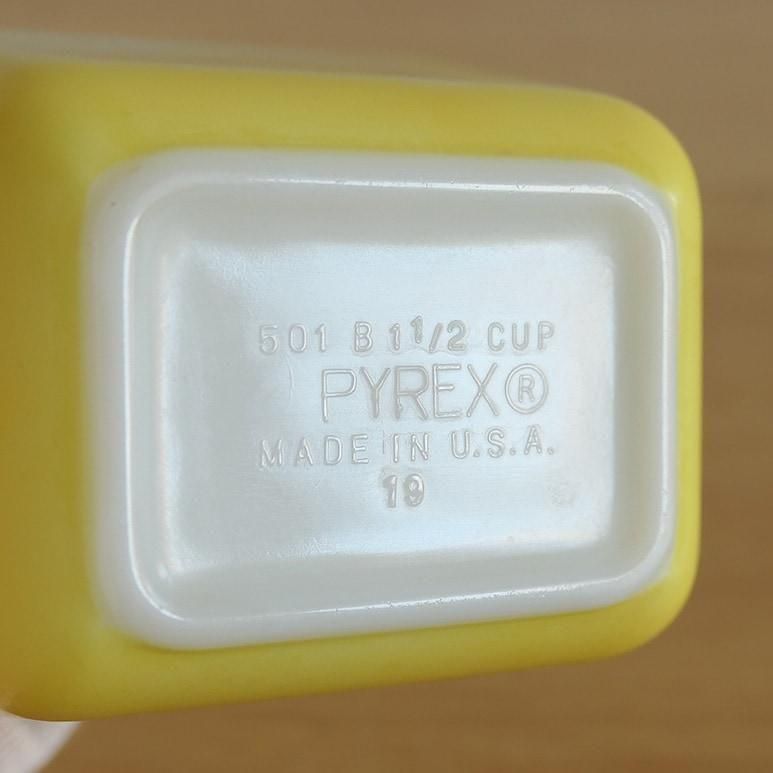 501 B 1 1/2 CUP
PYREX®
MADE IN U.S.A.
19